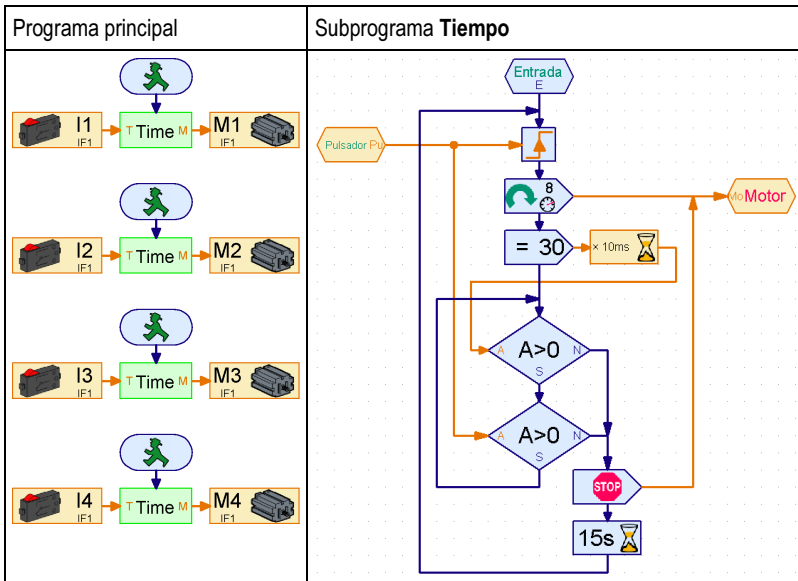 Programa principal
Subprograma Tiempo
I1
IF1
T Time M
M1
IF1
I2
IF1
T Time M
M2
IF1
I3
IF1
T Time M
M3
IF1
I4
IF1
T Time M
M4
IF1
Entrada
E
Pulsador Pu
8
Mo Motor
= 30
× 10ms
A A>0 N
S
A A>0 N
S
STOP
15s